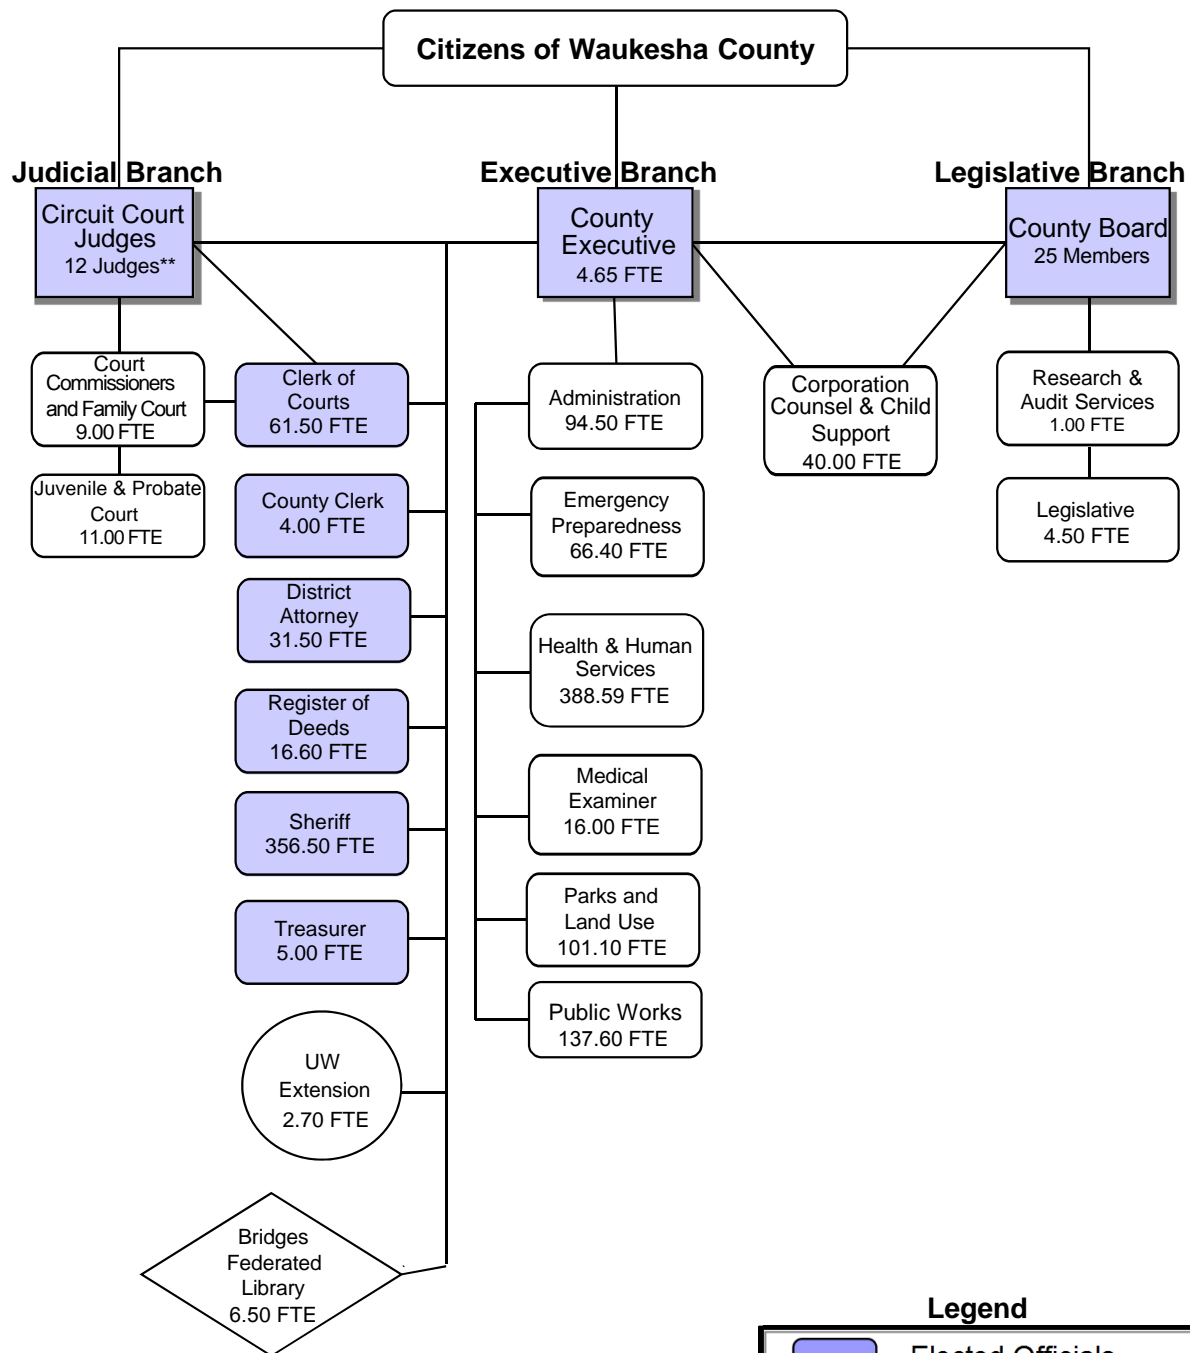 Citizens of Waukesha County
Judicial Branch
Executive Branch
Legislative Branch
Circuit Court
Judges
12 Judges**
County
Executive
4.65 FTE
County Board
25 Members
Court
Commissioners
and Family Court
9.00 FTE
Juvenile & Probate
Court
11.00 FTE
Clerk of
Courts
61.50 FTE
County Clerk
4.00 FTE
District
Attorney
31.50 FTE
Register of
Deeds
16.60 FTE
Sheriff
356.50 FTE
Treasurer
5.00 FTE
UW
Extension
2.70 FTE
Bridges
Federated
Library
6.50 FTE
Administration
94.50 FTE
Emergency
Preparedness
66.40 FTE
Health & Human
Services
388.59 FTE
Medical
Examiner
16.00 FTE
Parks and
Land Use
101.10 FTE
Public Works
137.60 FTE
Corporation
Counsel & Child
Support
40.00 FTE
Research &
Audit Services
1.00 FTE
Legislative
4.50 FTE
Legend
Elected Officials